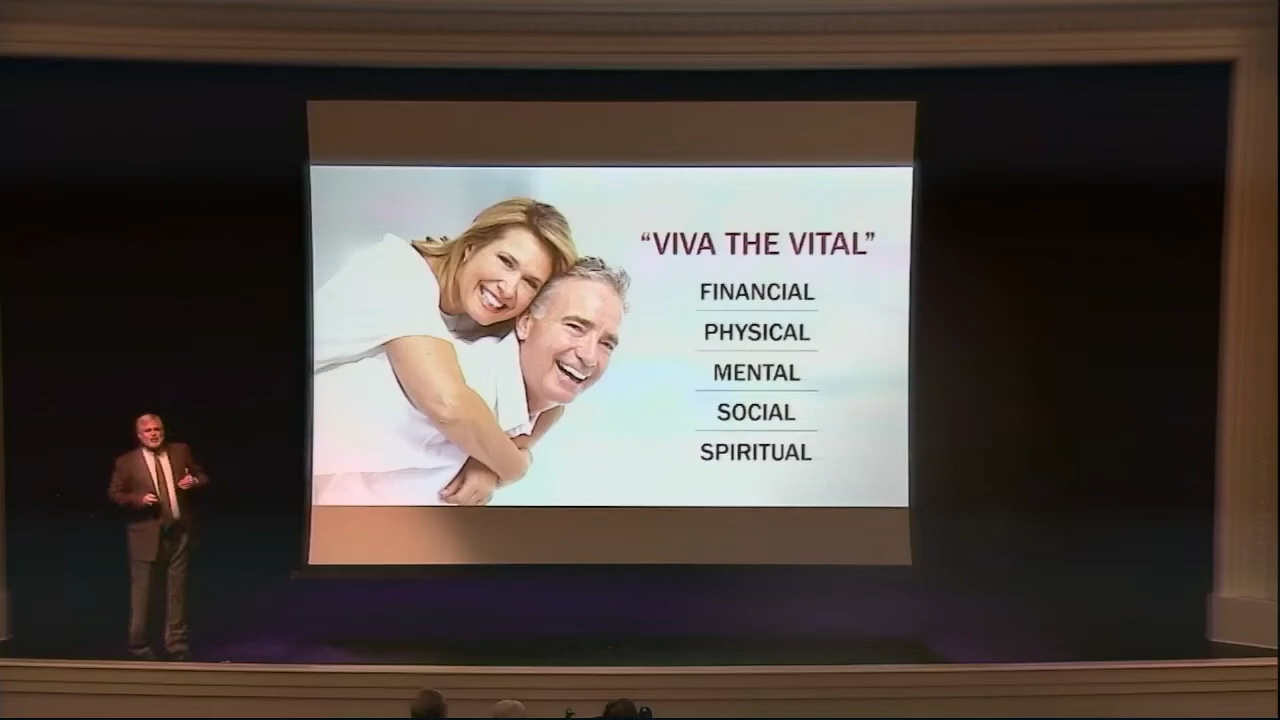 “VIVA THE VITAL”
FINANCIAL
PHYSICAL
MENTAL
SOCIAL
SPIRITUAL